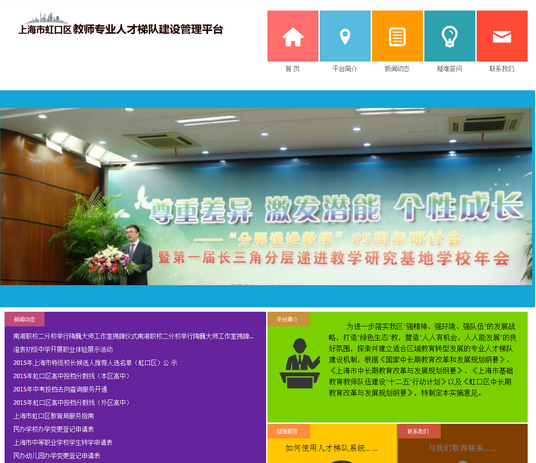 上海市虹口区教师专业人才梯队建设管理平台
首 页
平台简介
新闻动态
疑难答问
联系我们
尊重差异 激发潜能 个性成长
——“分层递进教学”25周年研讨会
暨第一届长三角分层递进教学研究基地学校年会
新闻动态
南湖职校二分校举行陶巍大师工作室揭牌仪式南湖职校二分校举行陶巍大师工作室揭牌...
澄衷初级中学开展职业体验展示活动
2015年上海市特级校长候选人推荐人选名单（虹口区）公 示
2015年虹口区高中投档分数线（本区高中）
2015年中考投档去向查询服务开通
2015年虹口区高中投档分数线（外区高中）
上海市虹口区教育局服务指南
民办学校办学变更登记申请表
上海市中等职业学校学生转学申请表
民办幼儿园办学变更登记申请表
平台简介
为进一步落实我区“强精神、强环境、强队伍”的发展战
略，打造“绿色生态”教，营造“人人有机会，人人能发展”的良
好氛围，探索并建立适合区域教育转型发展的专业人才梯队
建设机制，根据《国家中长期教育改革和发展规划纲要》、
《上海市中长期教育改革与发展规划纲要》、《上海市基础
教育教师队伍建设“十二五”行动计划》以及《虹口区中长期
教育改革与发展规划纲要》，特制定本实施意见。
疑难解答
如何使用人才梯队系统... ...
联系我们
与我们取得联系... ...